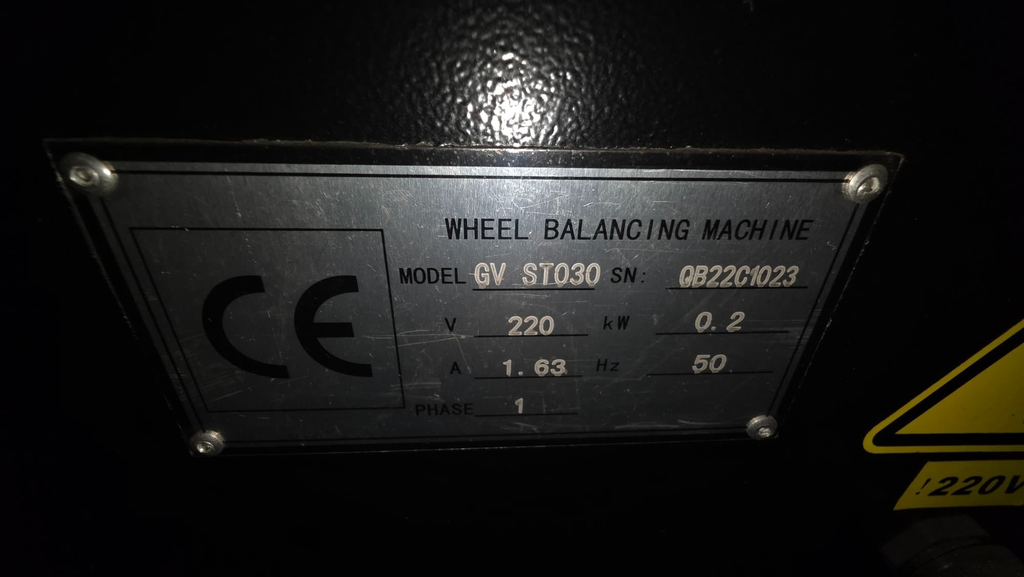 WHEEL BALANCING MACHINE
MODEL GV ST030 SN: QB22C1023
V 220 kW 0.2
A 1.63 Hz 50
PHASE 1
CE
!220V